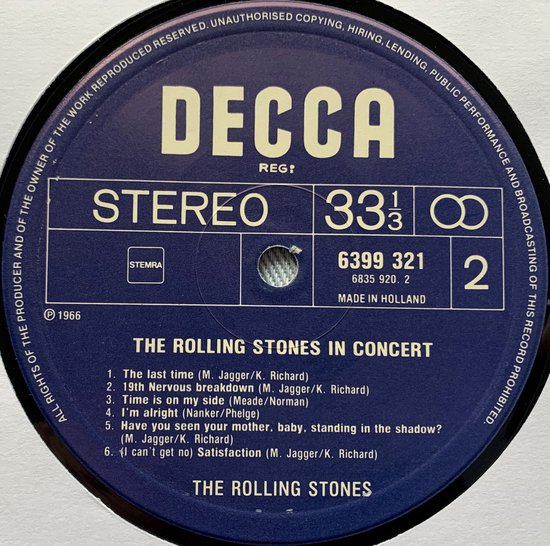 ALL RIGHTS OF THE PRODUCER AND OF THE OWNER OF THE WORK REPRODUCED RESERVED. UNAUTHORISED COPYING, HIRING, LENDING, PUBLIC PERFORMANCE AND BROADCASTING OF THIS RECORD PROHIBITED.
DECCA
REG!
STEREO
33 1/3
STEMRA
6399 321
6835 920. 2
MADE IN HOLLAND
2
℗ 1966
THE ROLLING STONES IN CONCERT
1. The last time (M. Jagger/K. Richard)
2. 19th Nervous breakdown (M. Jagger/K. Richard)
3. Time is on my side (Meade/Norman)
4. I'm alright (Nanker/Phelge)
5. Have you seen your mother, baby, standing in the shadow?
(M. Jagger/K. Richard)
6. (I can't get no) Satisfaction (M. Jagger/K. Richard)
THE ROLLING STONES